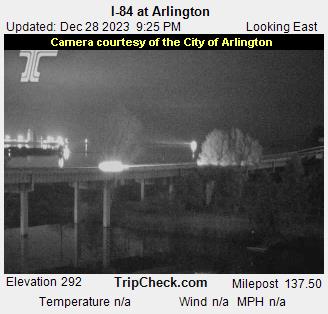 I-84 at Arlington
Updated: Dec 28 2023 9:25 PM Looking East
Camera courtesy of the City of Arlington
Elevation 292 TripCheck.com Milepost 137.50
Temperature n/a Wind n/a MPH n/a